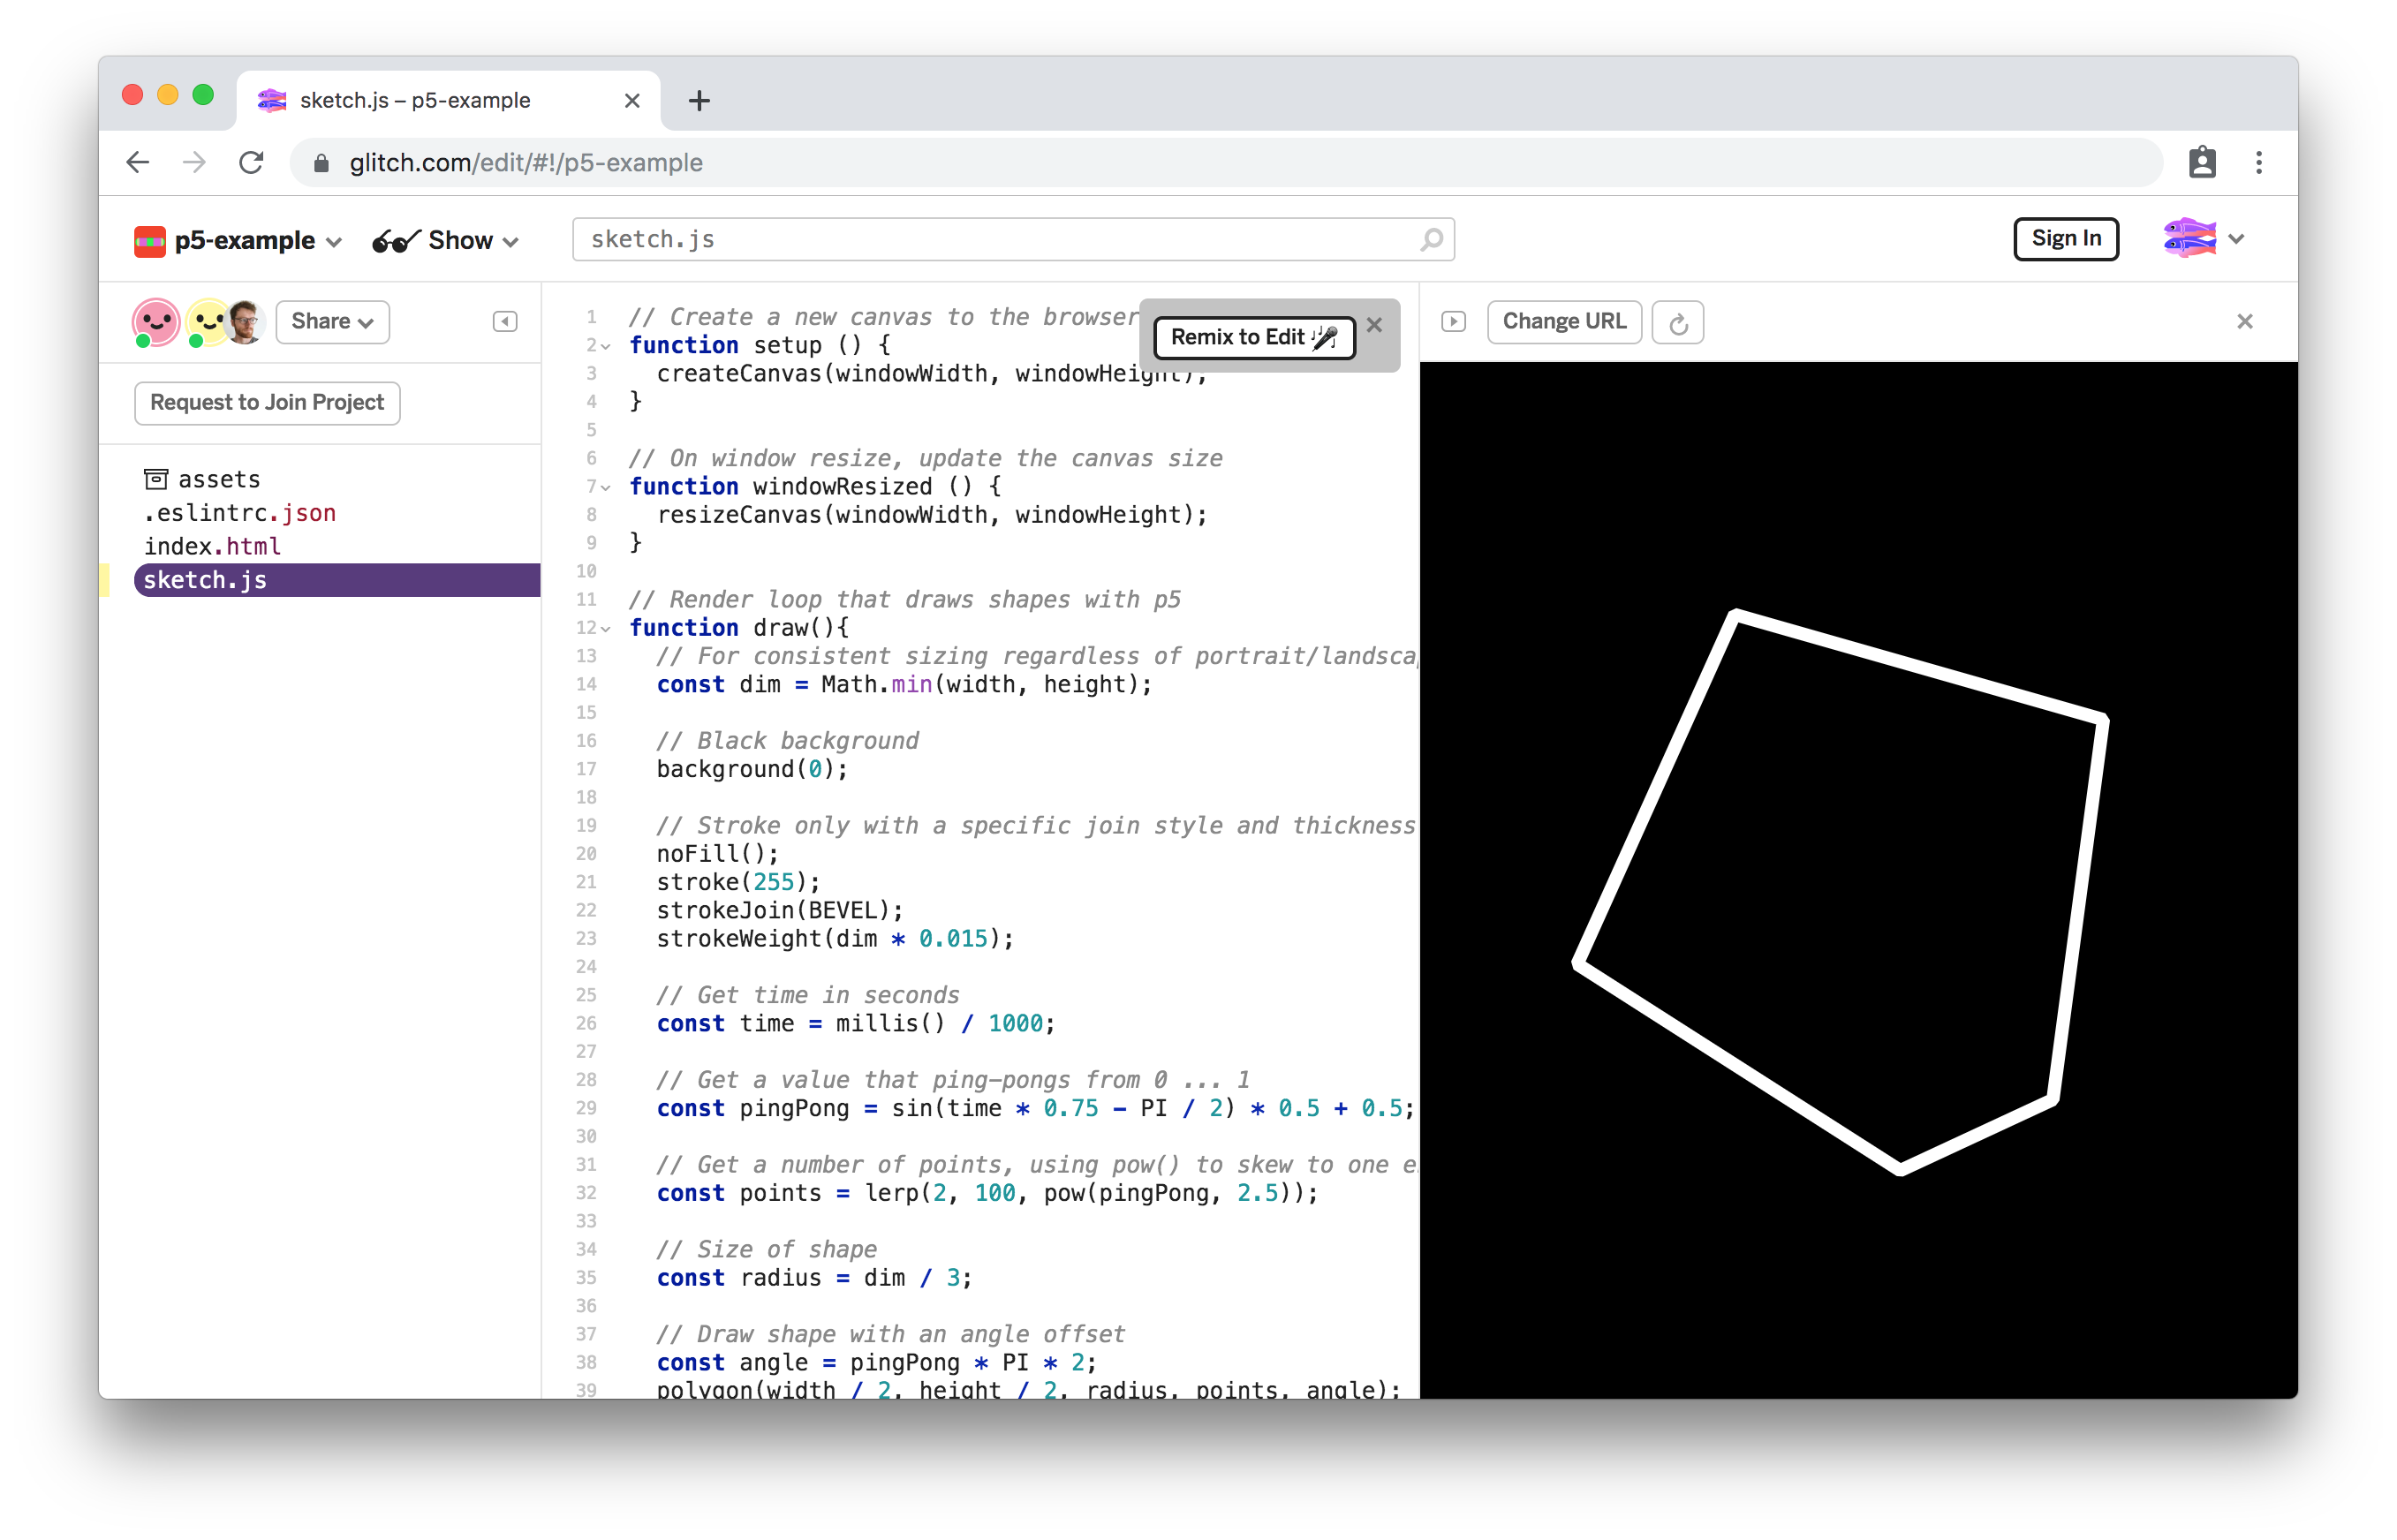 sketch.js – p5-example
glitch.com/edit/#!/p5-example
p5-example
Show
sketch.js
Sign In
Share
Request to Join Project
assets
.eslintrc.json
index.html
sketch.js
Remix to Edit
Change URL
1 // Create a new canvas to the browser
2 function setup () {
3 createCanvas(windowWidth, windowHeight);
4 }
5
6 // On window resize, update the canvas size
7 function windowResized () {
8 resizeCanvas(windowWidth, windowHeight);
9 }
10
11 // Render loop that draws shapes with p5
12 function draw(){
13 // For consistent sizing regardless of portrait/landsca
14 const dim = Math.min(width, height);
15
16 // Black background
17 background(0);
18
19 // Stroke only with a specific join style and thickness
20 noFill();
21 stroke(255);
22 strokeJoin(BEVEL);
23 strokeWeight(dim * 0.015);
24
25 // Get time in seconds
26 const time = millis() / 1000;
27
28 // Get a value that ping-pongs from 0 ... 1
29 const pingPong = sin(time * 0.75 - PI / 2) * 0.5 + 0.5;
30
31 // Get a number of points, using pow() to skew to one e
32 const points = lerp(2, 100, pow(pingPong, 2.5));
33
34 // Size of shape
35 const radius = dim / 3;
36
37 // Draw shape with an angle offset
38 const angle = pingPong * PI * 2;
39 polygon(width / 2, height / 2, radius, points, angle);